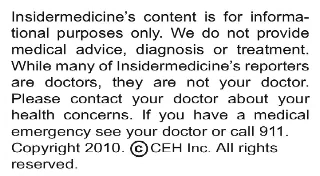 Insidermedicine's content is for informa-
tional purposes only. We do not provide
medical advice, diagnosis or treatment.
While many of Insidermedicine's reporters
are doctors, they are not your doctor.
Please contact your doctor about your
health concerns. If you have a medical
emergency see your doctor or call 911.
Copyright 2010. ©CEH Inc. All rights
reserved.